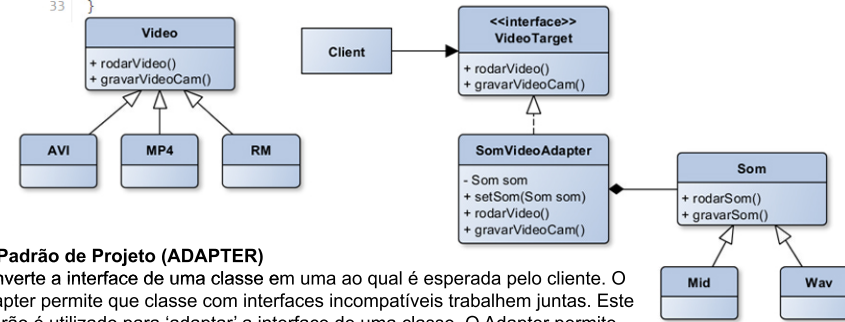 33 }
Video
+ rodarVideo()
+ gravarVideoCam()
AVI
MP4
RM
Client
<<interface>>
VideoTarget
+ rodarVideo()
+ gravarVideoCam()
SomVideoAdapter
- Som som
+ setSom(Som som)
+ rodarVideo()
+ gravarVideoCam()
Som
+ rodarSom()
+ gravarSom()
Mid
Wav
Padrão de Projeto (ADAPTER)
nverte a interface de uma classe em uma ao qual é esperada pelo cliente. O
apter permite que classe com interfaces incompatíveis trabalhem juntas. Este
rão é utilizado para 'adaptar' a interface de uma classe. O Adapter permite